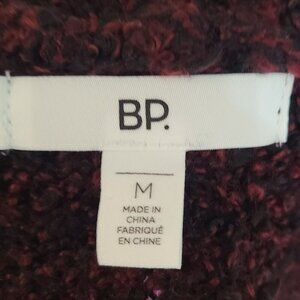 BP.
M
MADE IN
CHINA
FABRIQUÉ
EN CHINE